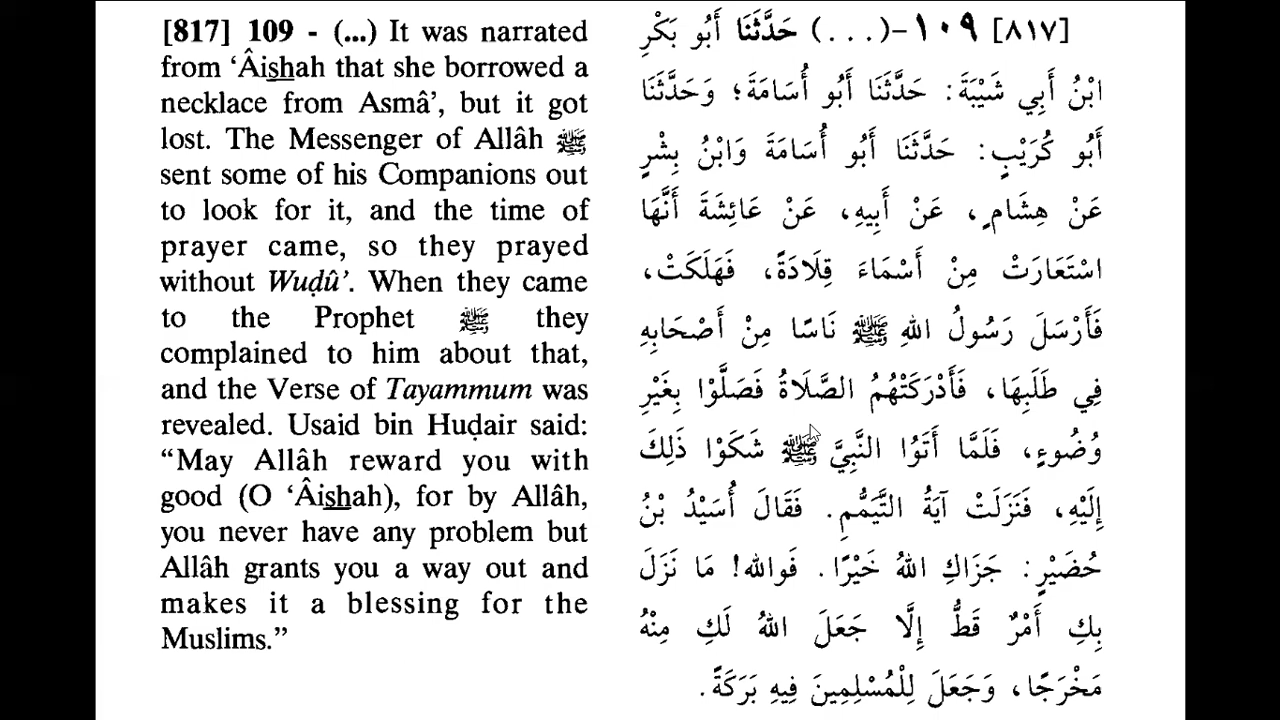 [817] 109 - (...) It was narrated
from ‘Âishah that she borrowed a
necklace from Asmâ’, but it got
lost. The Messenger of Allâh ﷺ
sent some of his Companions out
to look for it, and the time of
prayer came, so they prayed
without Wuḍû’. When they came
to the Prophet ﷺ they
complained to him about that,
and the Verse of Tayammum was
revealed. Usaid bin Huḍair said:
“May Allâh reward you with
good (O ‘Âishah), for by Allâh,
you never have any problem but
Allâh grants you a way out and
makes it a blessing for the
Muslims.”
[٨١٧] ١٠٩-(...) حَدَّثَنَا أَبُو بَكْرِ
ابْنُ أَبِي شَيْبَةَ: حَدَّثَنَا أَبُو أُسَامَةَ؛ وَحَدَّثَنَا
أَبُو كُرَيْبٍ: حَدَّثَنَا أَبُو أُسَامَةَ وَابْنُ بِشْرٍ
عَنْ هِشَامٍ، عَنْ أَبِيهِ، عَنْ عَائِشَةَ أَنَّهَا
اسْتَعَارَتْ مِنْ أَسْمَاءَ قِلَادَةً، فَهَلَكَتْ،
فَأَرْسَلَ رَسُولُ اللهِ ﷺ نَاسًا مِنْ أَصْحَابِهِ
فِي طَلَبِهَا، فَأَدْرَكَتْهُمُ الصَّلَاةُ فَصَلَّوْا بِغَيْرِ
وُضُوءٍ، فَلَمَّا أَتَوُا النَّبِيَّ ﷺ شَكَوْا ذَلِكَ
إِلَيْهِ، فَنَزَلَتْ آيَةُ التَّيَمُّمِ. فَقَالَ أُسَيْدُ بْنُ
حُضَيْرٍ: جَزَاكِ اللهُ خَيْرًا. فَوالله! مَا نَزَلَ
بِكِ أَمْرٌ قَطُّ إِلَّا جَعَلَ اللهُ لَكِ مِنْهُ
مَخْرَجًا، وَجَعَلَ لِلْمُسْلِمِينَ فِيهِ بَرَكَةً.